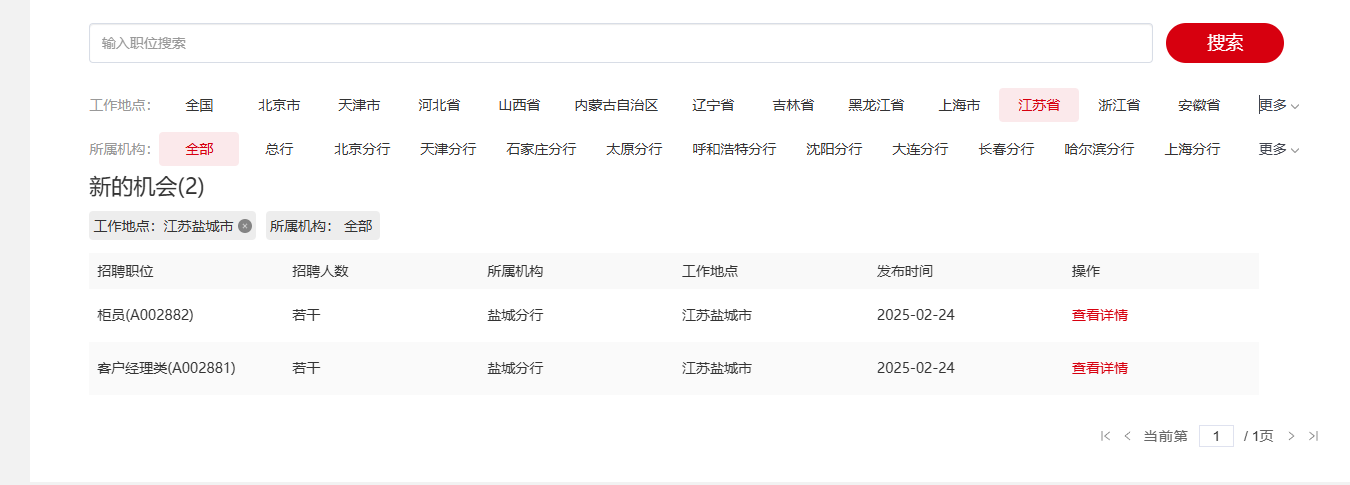 输入职位搜索 搜索
工作地点: 全国 北京市 天津市 河北省 山西省 内蒙古自治区 辽宁省 吉林省 黑龙江省 上海市 江苏省 浙江省 安徽省 更多
所属机构: 全部 总行 北京分行 天津分行 石家庄分行 太原分行 呼和浩特分行 沈阳分行 大连分行 长春分行 哈尔滨分行 上海分行 更多
新的机会(2)
工作地点：江苏盐城市 所属机构： 全部
招聘职位 招聘人数 所属机构 工作地点 发布时间 操作
柜员(A002882) 若干 盐城分行 江苏盐城市 2025-02-24 查看详情
客户经理类(A002881) 若干 盐城分行 江苏盐城市 2025-02-24 查看详情
当前第 1 / 1页